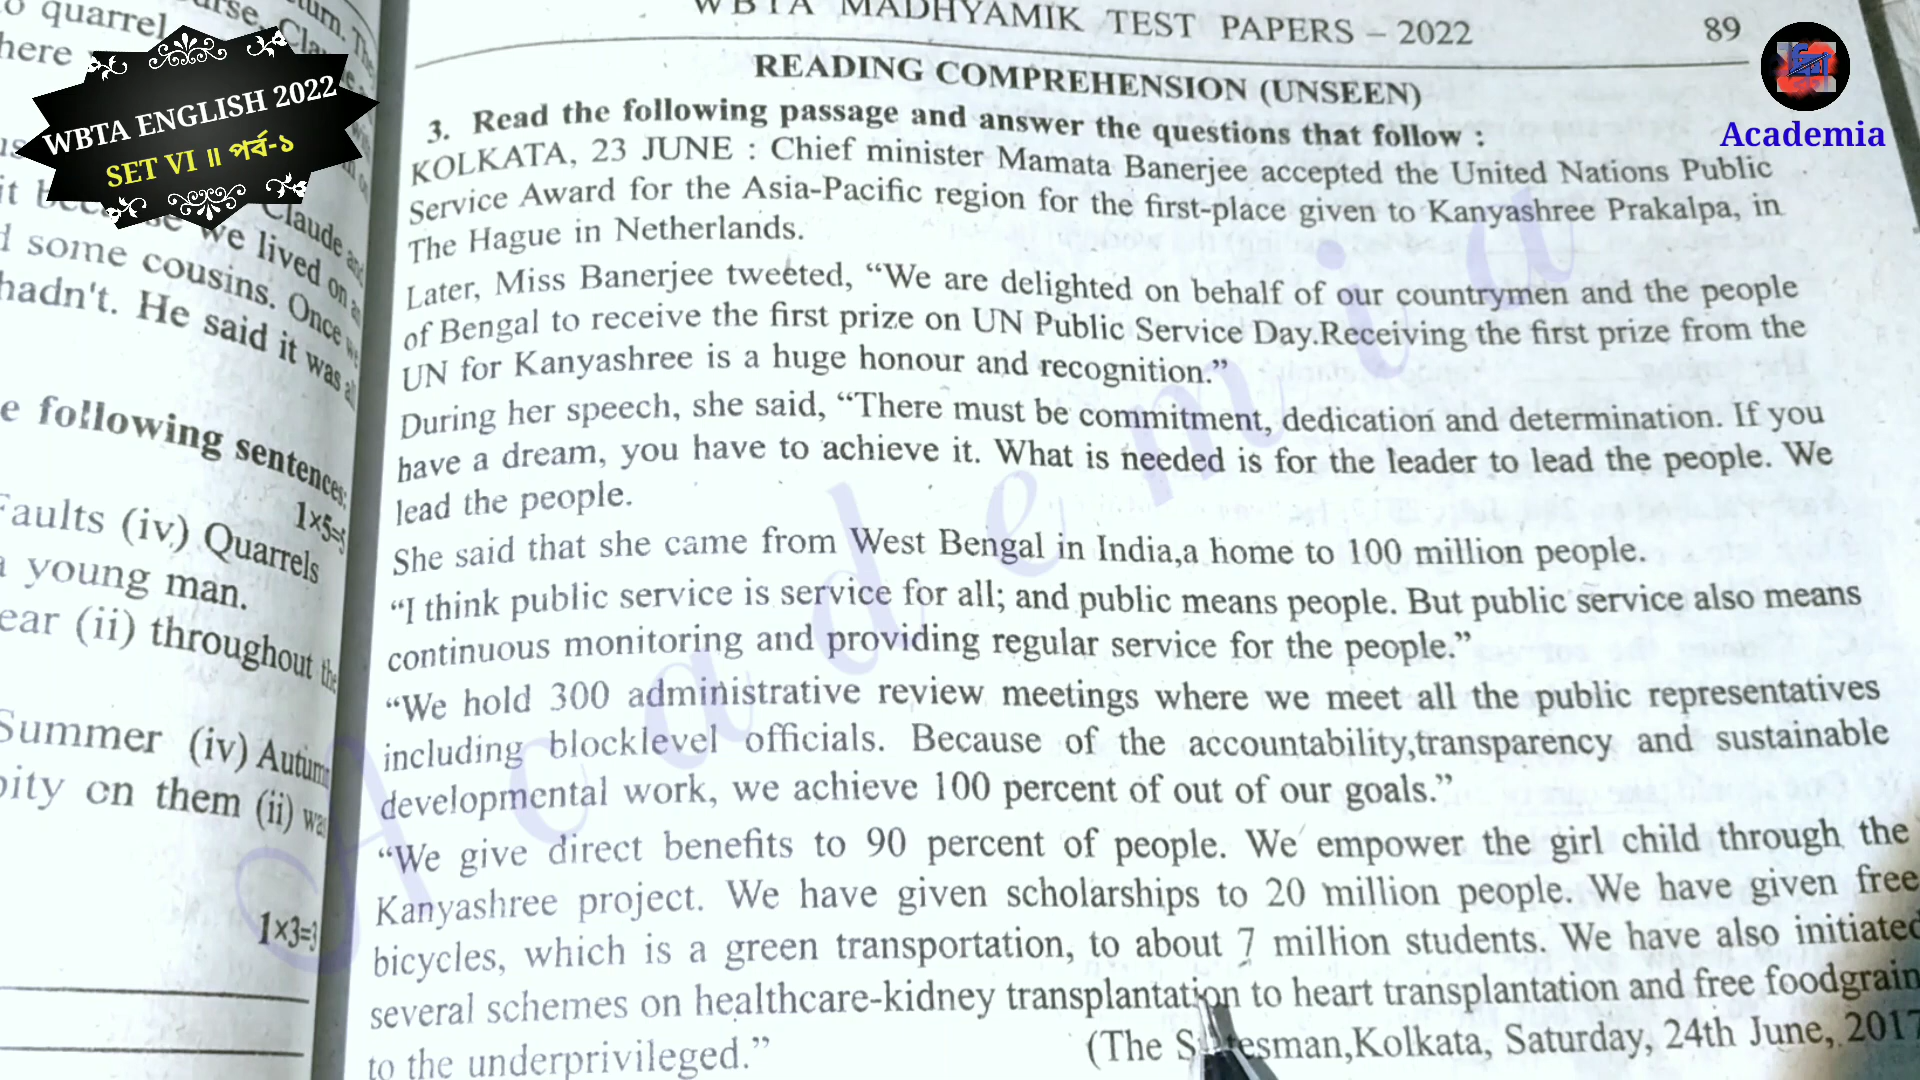 WBTA MADHYAMIK TEST PAPERS – 2022 89
READING COMPREHENSION (UNSEEN)
3. Read the following passage and answer the questions that follow :
KOLKATA, 23 JUNE : Chief minister Mamata Banerjee accepted the United Nations Public
Service Award for the Asia-Pacific region for the first-place given to Kanyashree Prakalpa, in
The Hague in Netherlands.
Later, Miss Banerjee tweeted, “We are delighted on behalf of our countrymen and the people
of Bengal to receive the first prize on UN Public Service Day.Receiving the first prize from the
UN for Kanyashree is a huge honour and recognition.”
During her speech, she said, “There must be commitment, dedication and determination. If you
have a dream, you have to achieve it. What is needed is for the leader to lead the people. We
lead the people.
She said that she came from West Bengal in India,a home to 100 million people.
“I think public service is service for all; and public means people. But public service also means
continuous monitoring and providing regular service for the people.”
“We hold 300 administrative review meetings where we meet all the public representatives
including blocklevel officials. Because of the accountability,transparency and sustainable
developmental work, we achieve 100 percent of out of our goals.”
“We give direct benefits to 90 percent of people. We empower the girl child through the
Kanyashree project. We have given scholarships to 20 million people. We have given free
bicycles, which is a green transportation, to about 7 million students. We have also initiated
several schemes on healthcare-kidney transplantation to heart transplantation and free foodgrain
to the underprivileged.”
(The Statesman,Kolkata, Saturday, 24th June, 2017
WBTA ENGLISH 2022
SET VI ॥ পর্ব-১
Academia
Academia
quarrel
here
Claude and
we lived on
some cousins. Once we
hadn't. He said it was
e following sentences:
1×5=5
Faults (iv) Quarrels
young man.
ear (ii) throughout the
Summer (iv) Autumn
on them (ii) was
1×3=3